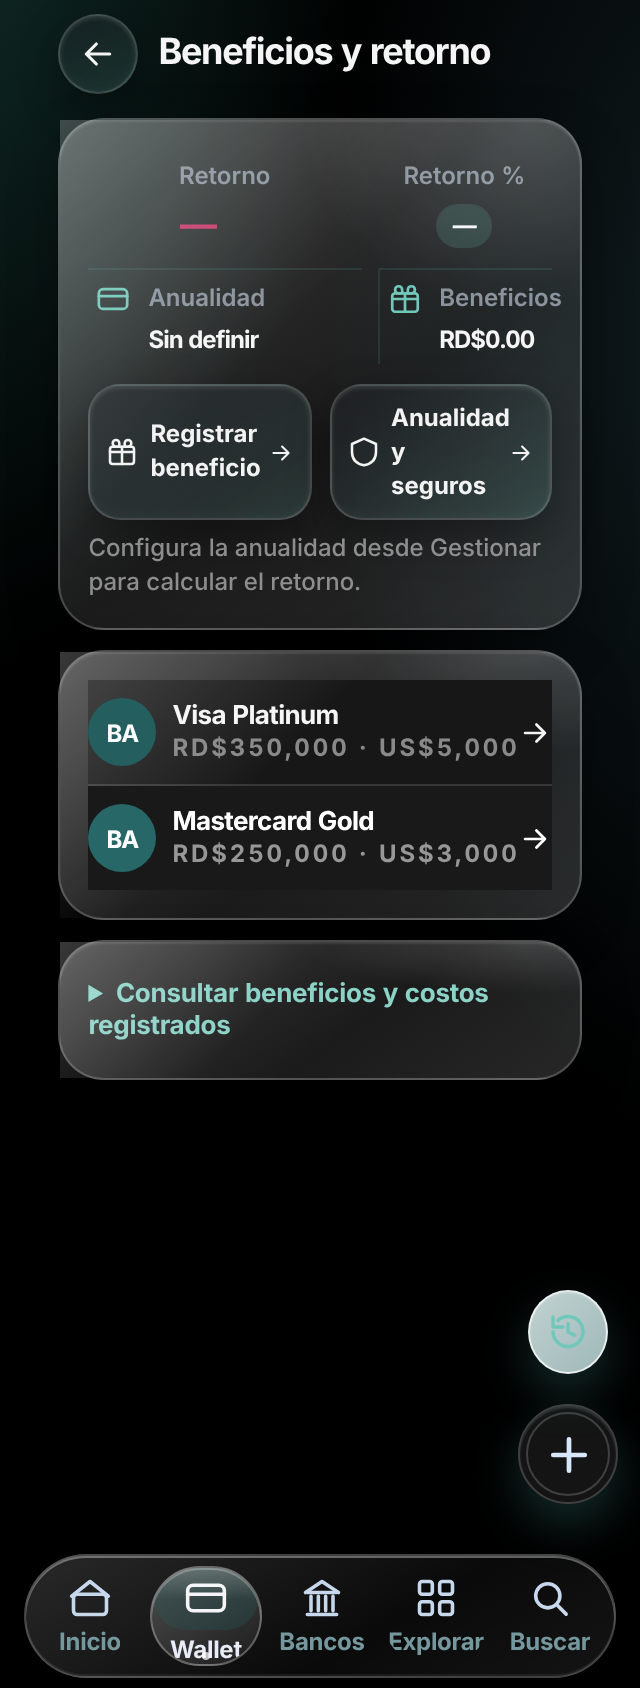 Beneficios y retorno
Retorno
Retorno %
—
—
Anualidad
Sin definir
Beneficios
RD$0.00
Registrar
beneficio
Anualidad
y
seguros
Configura la anualidad desde Gestionar
para calcular el retorno.
BA
Visa Platinum
RD$350,000 · US$5,000
BA
Mastercard Gold
RD$250,000 · US$3,000
Consultar beneficios y costos
registrados
Inicio
Wallet
Bancos
Explorar
Buscar